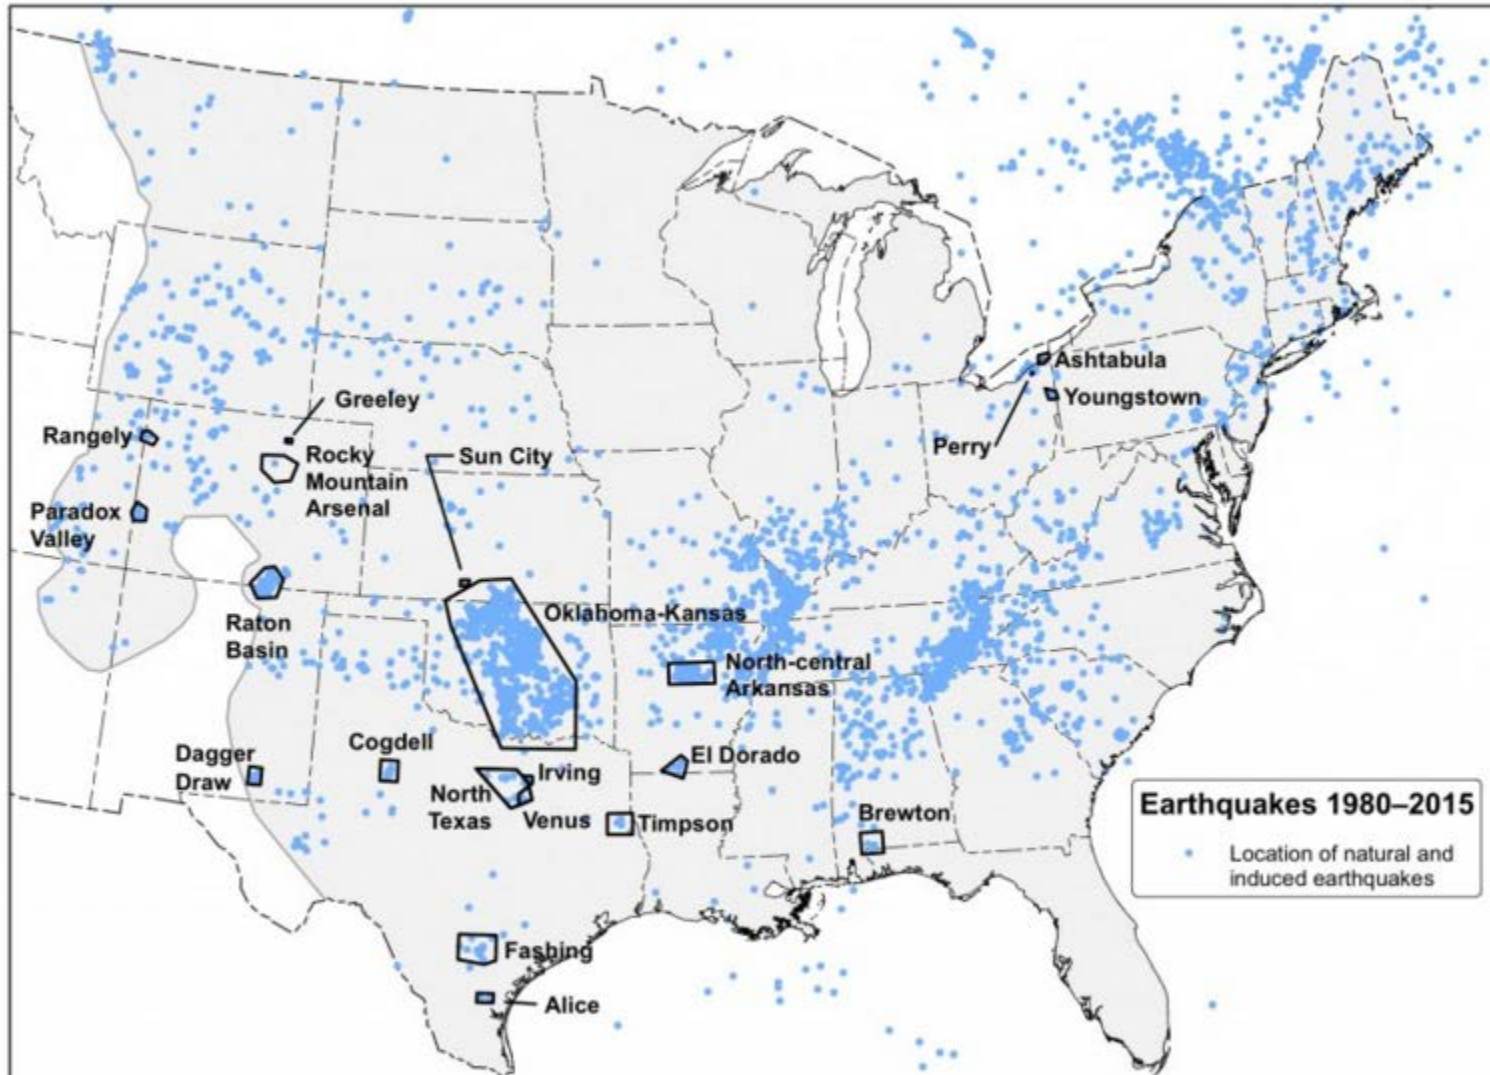 Ashtabula
Youngstown
Perry
Greeley
Rangely
Rocky
Mountain
Arsenal
Sun City
Paradox
Valley
Raton
Basin
Oklahoma-Kansas
North-central
Arkansas
Dagger
Draw
Cogdell
El Dorado
Irving
North
Texas
Venus
Timpson
Brewton
Fashing
Alice
Earthquakes 1980–2015
Location of natural and
induced earthquakes